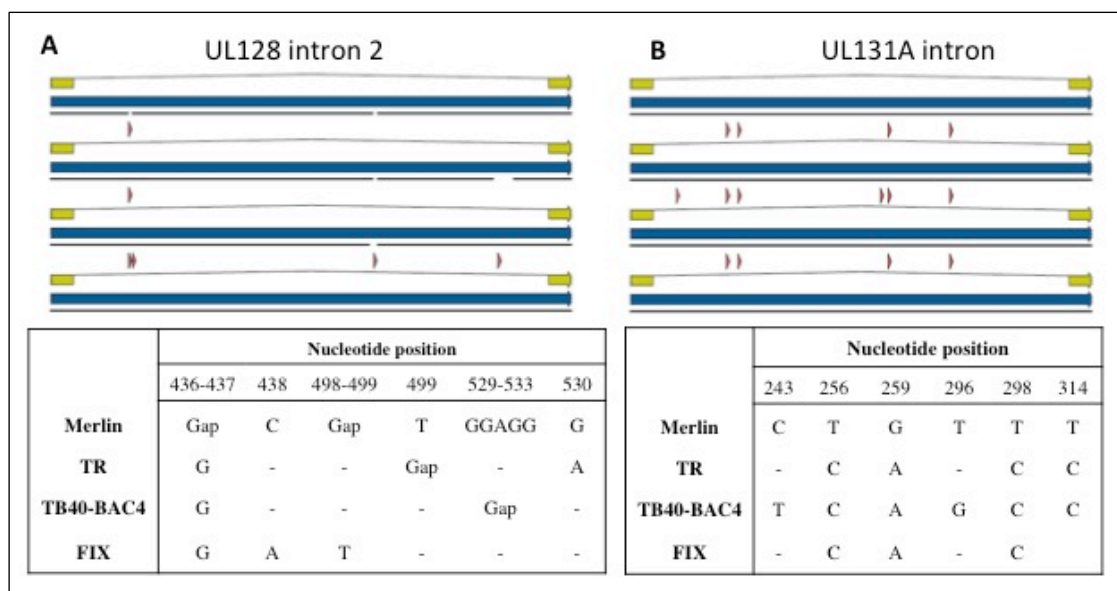 A UL128 intron 2
B UL131A intron
Nucleotide position
436-437 438 498-499 499 529-533 530
Merlin Gap C Gap T GGAGG G
TR G - - Gap - A
TB40-BAC4 G - - - Gap -
FIX G A T - - -
Nucleotide position
243 256 259 296 298 314
Merlin C T G T T T
TR - C A - C C
TB40-BAC4 T C A G C C
FIX - C A - C